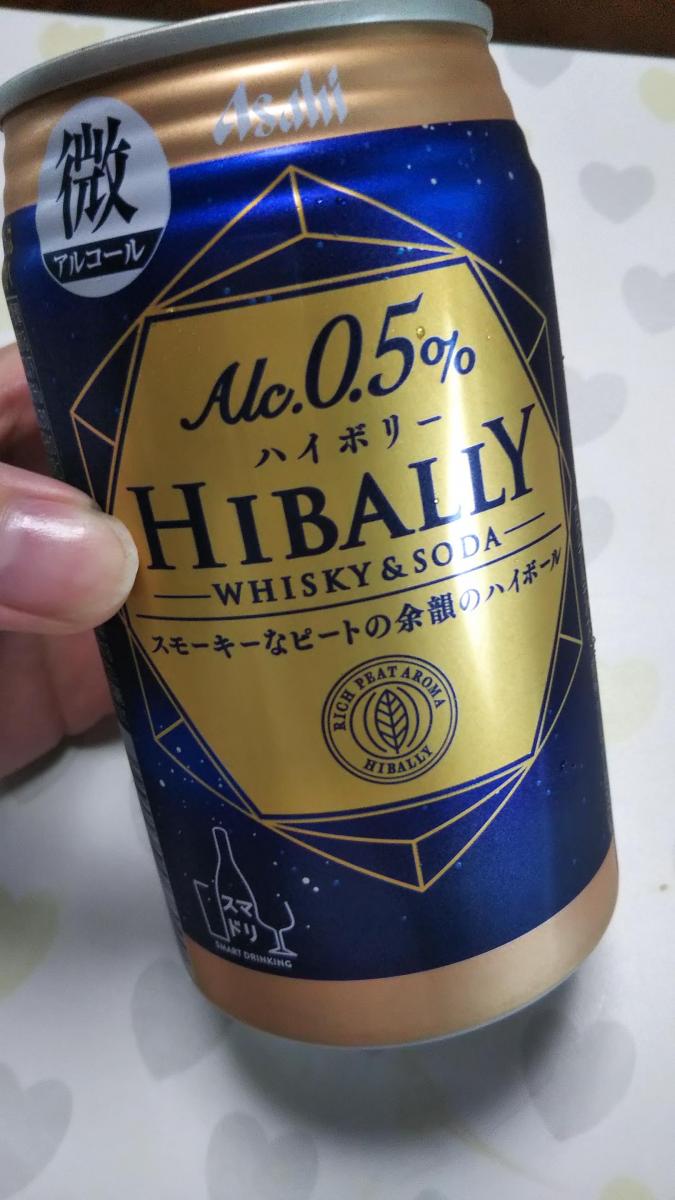 Asahi
微
アルコール
Alc.0.5%
ハイボリー
HIBALLY
WHISKY & SODA
スモーキーなピートの余韻のハイボール
RICH PEAT AROMA
HIBALLY
スマ
ドリ
SMART DRINKING